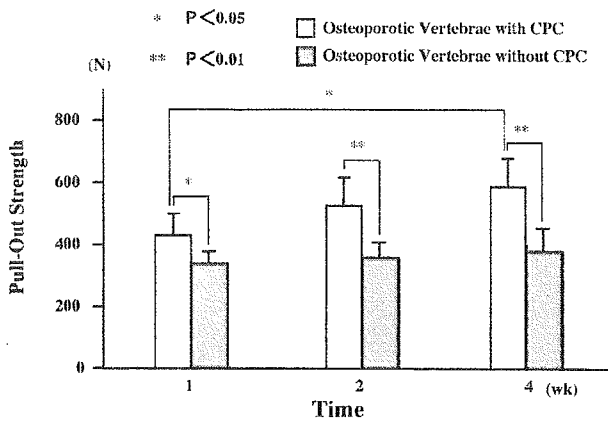 * P<0.05
** P<0.01
Osteoporotic Vertebrae with CPC
Osteoporotic Vertebrae without CPC
(N)
Pull-Out Strength
800
600
400
200
0
*
*
**
**
1 2 4 (wk)
Time